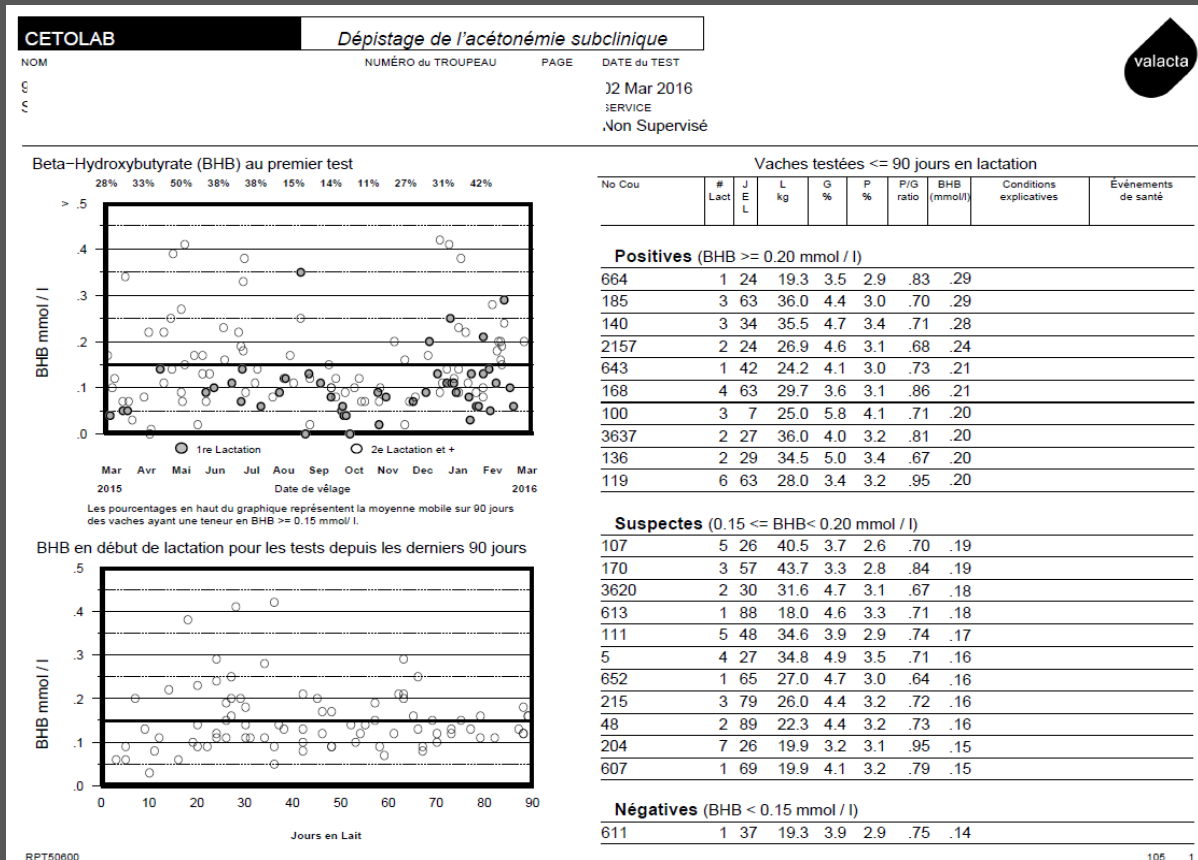 CETOLAB
Dépistage de l'acétonémie subclinique
valacta
NOM NUMÉRO du TROUPEAU PAGE DATE du TEST
9
S
02 Mar 2016
SERVICE
Non Supervisé
Beta-Hydroxybutyrate (BHB) au premier test
28% 33% 50% 38% 38% 15% 14% 11% 27% 31% 42%
> .5
.4
.3
.2
.1
.0
BHB mmol / l
1re Lactation 2e Lactation et +
Mar Avr Mai Jun Jul Aou Sep Oct Nov Dec Jan Fev Mar
2015 Date de vêlage 2016
Les pourcentages en haut du graphique représentent la moyenne mobile sur 90 jours
des vaches ayant une teneur en BHB >= 0.15 mmol/ l.
BHB en début de lactation pour les tests depuis les derniers 90 jours
.5
.4
.3
.2
.1
.0
BHB mmol / l
0 10 20 30 40 50 60 70 80 90
Jours en Lait
RPT50600
Vaches testées <= 90 jours en lactation
No Cou # Lact J E L L kg G % P % P/G ratio BHB (mmol/l) Conditions explicatives Événements de santé
Positives (BHB >= 0.20 mmol / l)
664 1 24 19.3 3.5 2.9 .83 .29
185 3 63 36.0 4.4 3.0 .70 .29
140 3 34 35.5 4.7 3.4 .71 .28
2157 2 24 26.9 4.6 3.1 .68 .24
643 1 42 24.2 4.1 3.0 .73 .21
168 4 63 29.7 3.6 3.1 .86 .21
100 3 7 25.0 5.8 4.1 .71 .20
3637 2 27 36.0 4.0 3.2 .81 .20
136 2 29 34.5 5.0 3.4 .67 .20
119 6 63 28.0 3.4 3.2 .95 .20
Suspectes (0.15 <= BHB< 0.20 mmol / l)
107 5 26 40.5 3.7 2.6 .70 .19
170 3 57 43.7 3.3 2.8 .84 .19
3620 2 30 31.6 4.7 3.1 .67 .18
613 1 88 18.0 4.6 3.3 .71 .18
111 5 48 34.6 3.9 2.9 .74 .17
5 4 27 34.8 4.9 3.5 .71 .16
652 1 65 27.0 4.7 3.0 .64 .16
215 3 79 26.0 4.4 3.2 .72 .16
48 2 89 22.3 4.4 3.2 .73 .16
204 7 26 19.9 3.2 3.1 .95 .15
607 1 69 19.9 4.1 3.2 .79 .15
Négatives (BHB < 0.15 mmol / l)
611 1 37 19.3 3.9 2.9 .75 .14
105 1